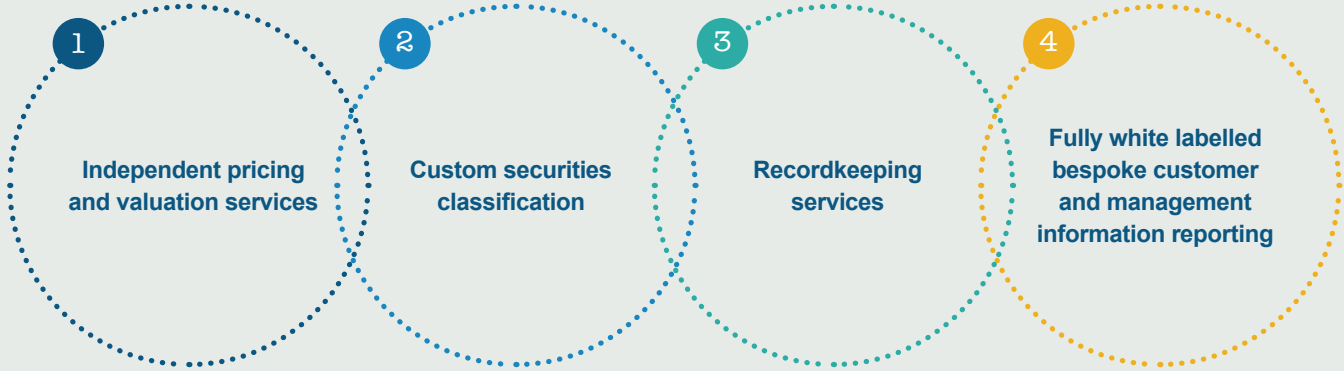 1
Independent pricing
and valuation services
2
Custom securities
classification
3
Recordkeeping
services
4
Fully white labelled
bespoke customer
and management
information reporting